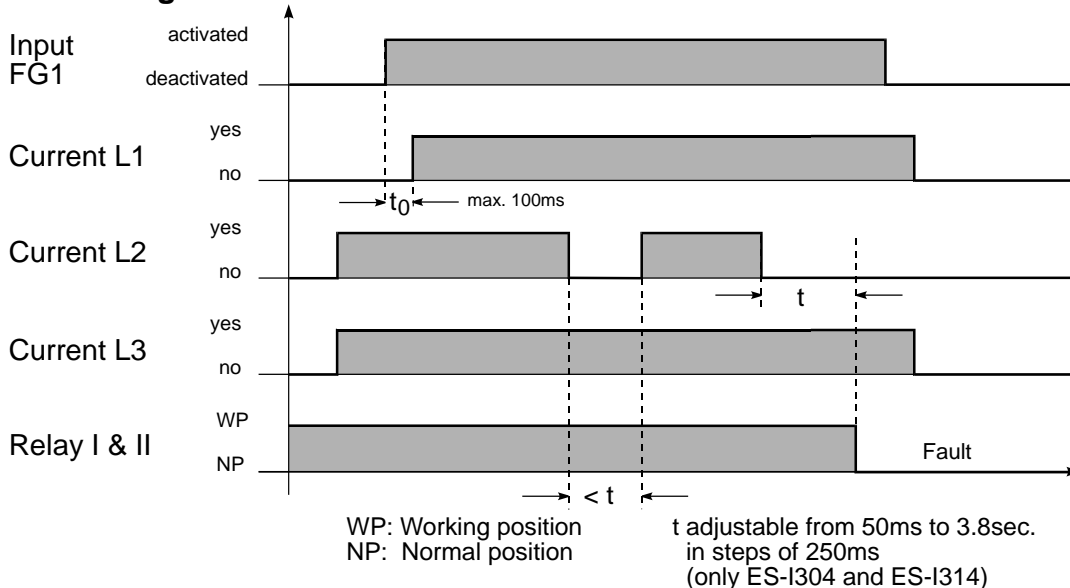 Input
FG1
activated
deactivated
Current L1
yes
no
t0
max. 100ms
Current L2
yes
no
t
Current L3
yes
no
Relay I & II
WP
NP
Fault
< t
WP: Working position
NP: Normal position
t adjustable from 50ms to 3.8sec.
in steps of 250ms
(only ES-I304 and ES-I314)